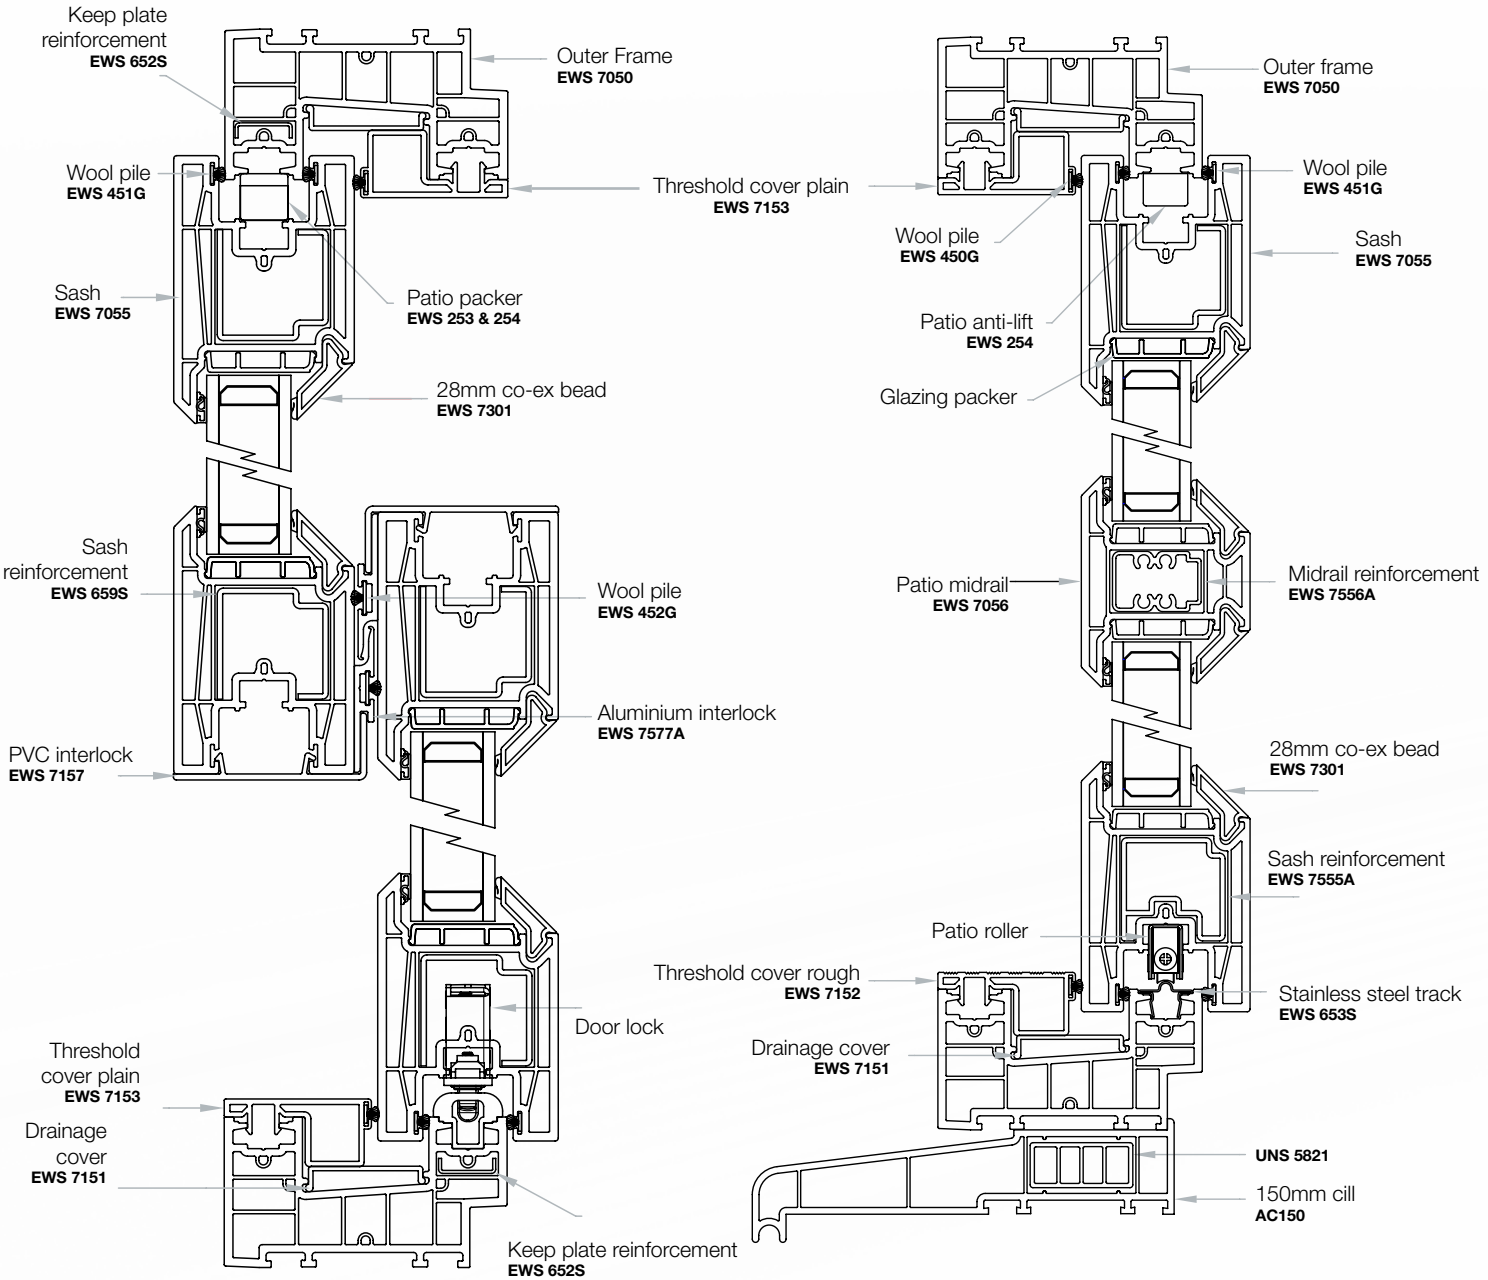 Keep plate
reinforcement
EWS 652S
Outer Frame
EWS 7050
Wool pile
EWS 451G
Threshold cover plain
EWS 7153
Sash
EWS 7055
Patio packer
EWS 253 & 254
28mm co-ex bead
EWS 7301
Sash
reinforcement
EWS 659S
Wool pile
EWS 452G
Aluminium interlock
EWS 7577A
PVC interlock
EWS 7157
Door lock
Threshold
cover plain
EWS 7153
Drainage
cover
EWS 7151
Keep plate reinforcement
EWS 652S
Outer frame
EWS 7050
Wool pile
EWS 451G
Wool pile
EWS 450G
Sash
EWS 7055
Patio anti-lift
EWS 254
Glazing packer
Patio midrail
EWS 7056
Midrail reinforcement
EWS 7556A
28mm co-ex bead
EWS 7301
Sash reinforcement
EWS 7555A
Patio roller
Threshold cover rough
EWS 7152
Stainless steel track
EWS 653S
Drainage cover
EWS 7151
UNS 5821
150mm cill
AC150